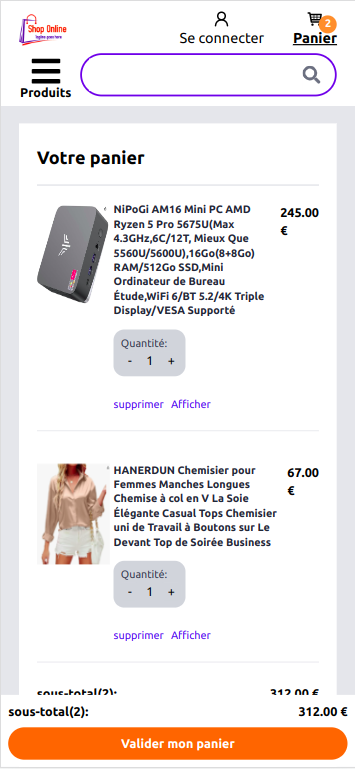 Shop Online
Se connecter
2
Panier
Produits
Votre panier
NiPoGi AM16 Mini PC AMD
Ryzen 5 Pro 5675U(Max
4.3GHz,6C/12T, Mieux Que
5560U/5600U),16Go(8+8Go)
RAM/512Go SSD,Mini
Ordinateur de Bureau
Étude,WiFi 6/BT 5.2/4K Triple
Display/VESA Supporté
245.00
€
Quantité:
- 1 +
supprimer Afficher
HANERDUN Chemisier pour
Femmes Manches Longues
Chemise à col en V La Soie
Élégante Casual Tops Chemisier
uni de Travail à Boutons sur Le
Devant Top de Soirée Business
67.00
€
Quantité:
- 1 +
supprimer Afficher
sous-total(2): 312.00 €
sous-total(2): 312.00 €
Valider mon panier